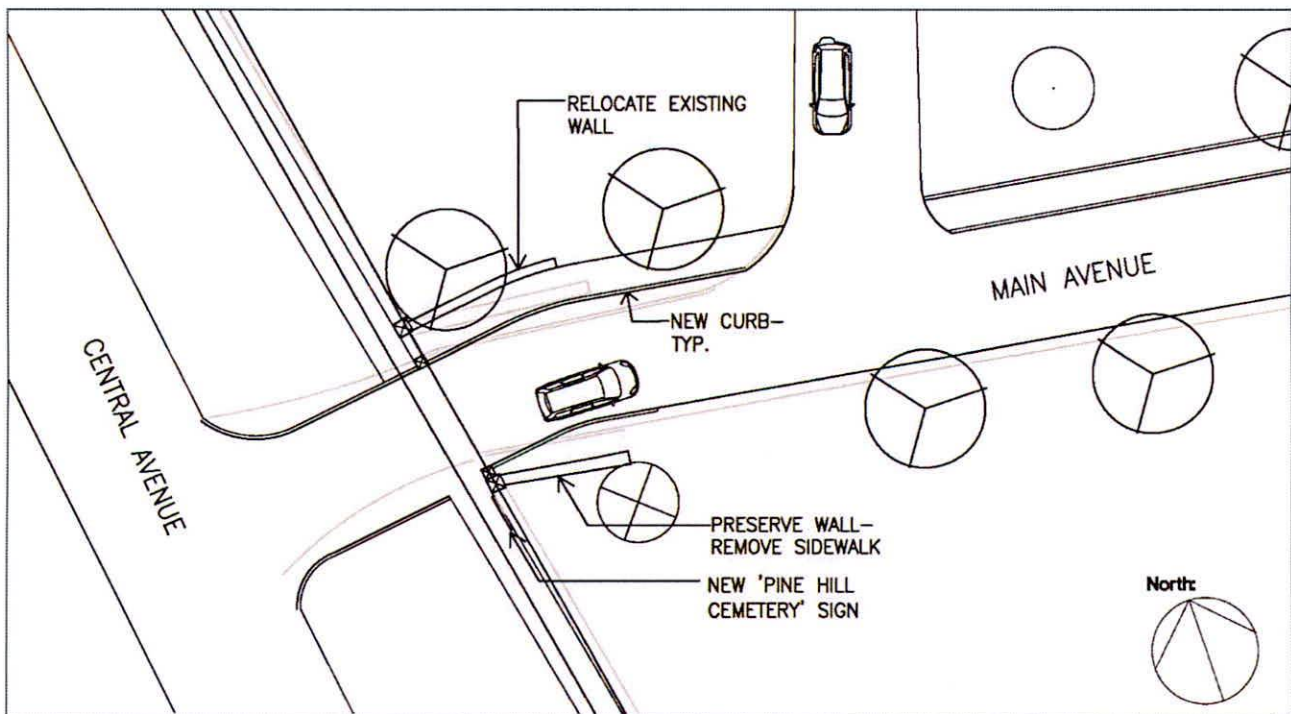 RELOCATE EXISTING
WALL
MAIN AVENUE
NEW CURB-
TYP.
CENTRAL AVENUE
PRESERVE WALL-
REMOVE SIDEWALK
NEW 'PINE HILL
CEMETERY' SIGN
North: